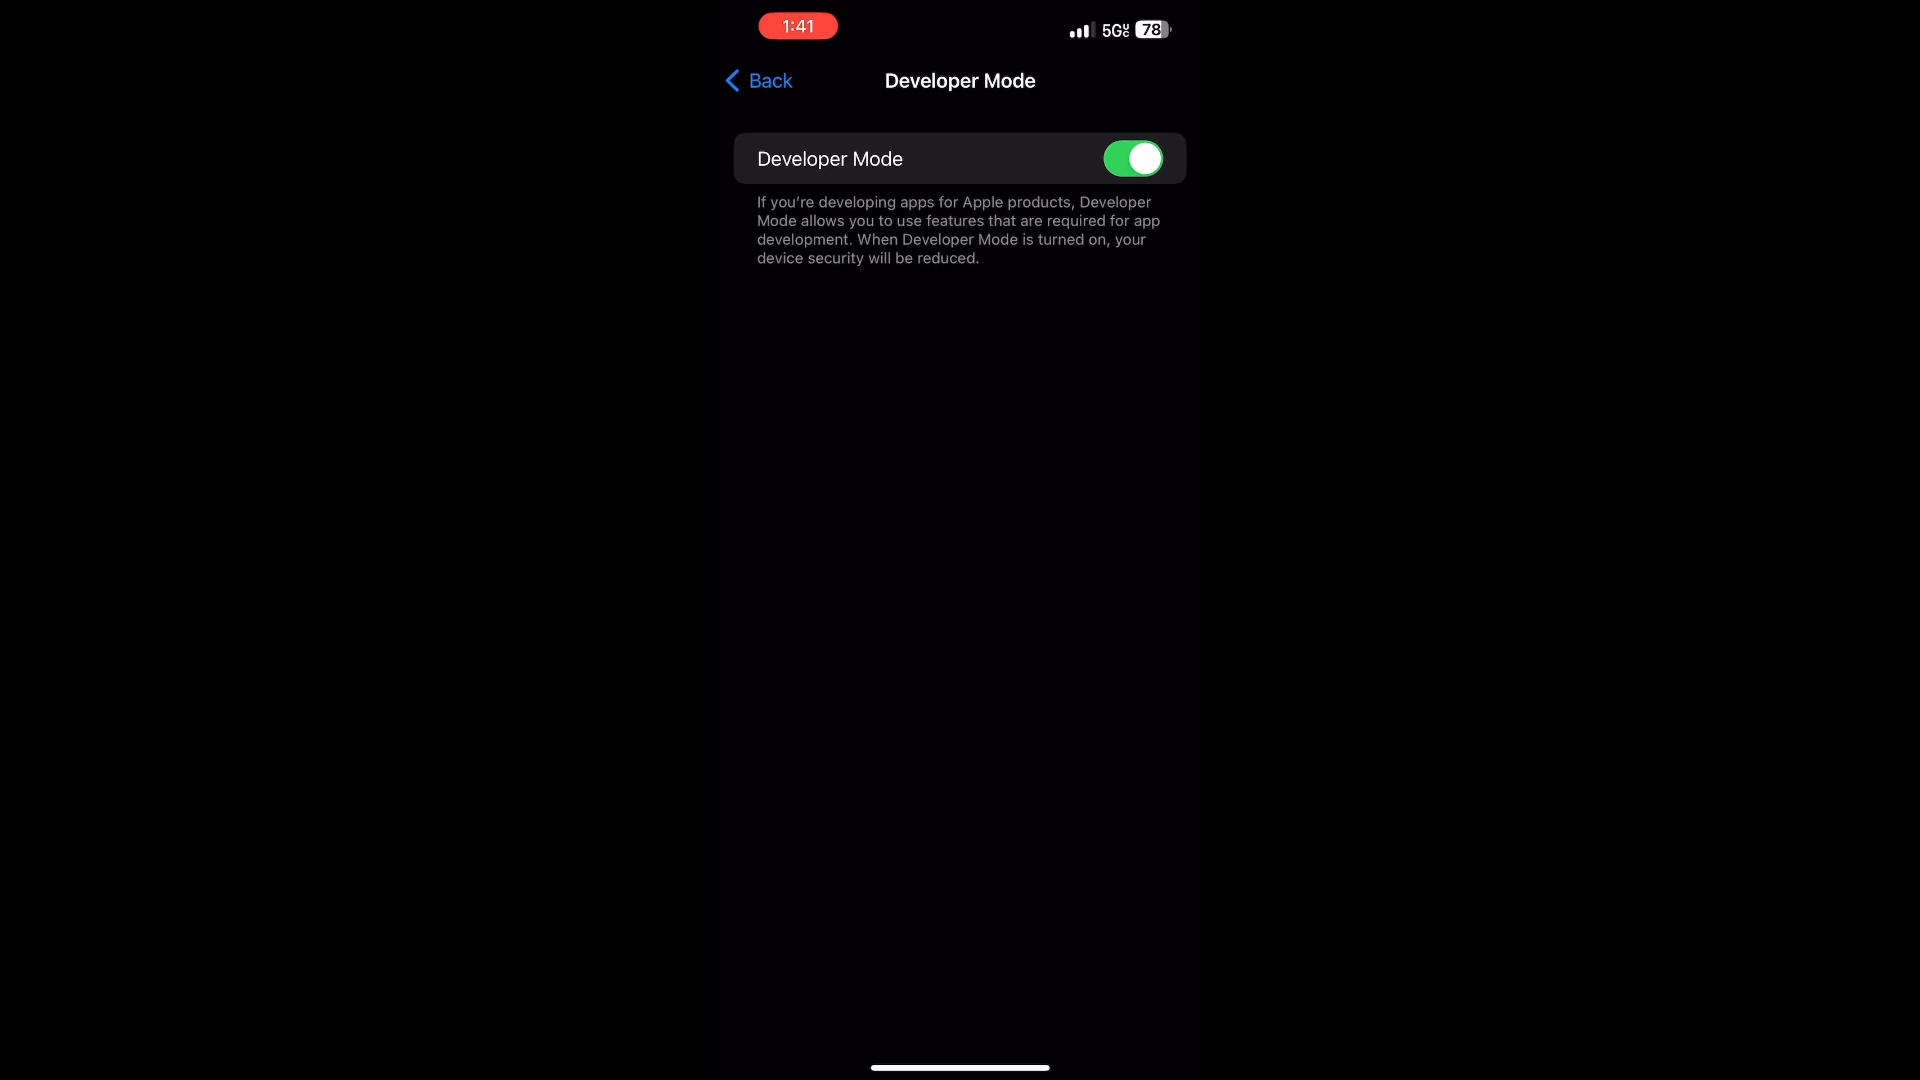 1:41
5G UC 78
Back
Developer Mode
Developer Mode
If you're developing apps for Apple products, Developer
Mode allows you to use features that are required for app
development. When Developer Mode is turned on, your
device security will be reduced.